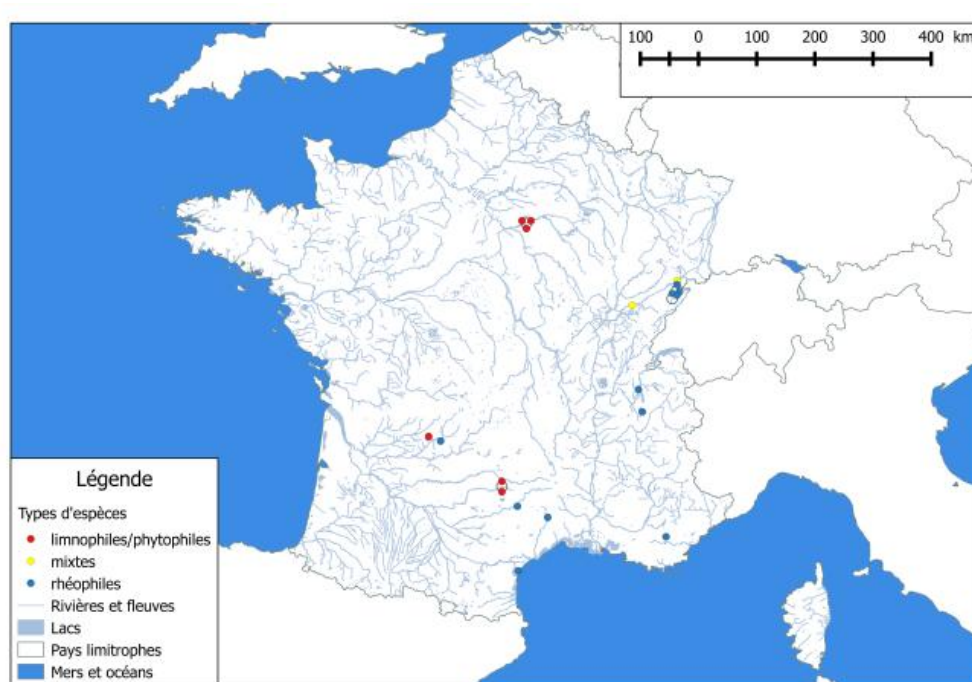 100 0 100 200 300 400 km
Légende
Types d'espèces
limnophiles/phytophiles
mixtes
rhéophiles
Rivières et fleuves
Lacs
Pays limitrophes
Mers et océans